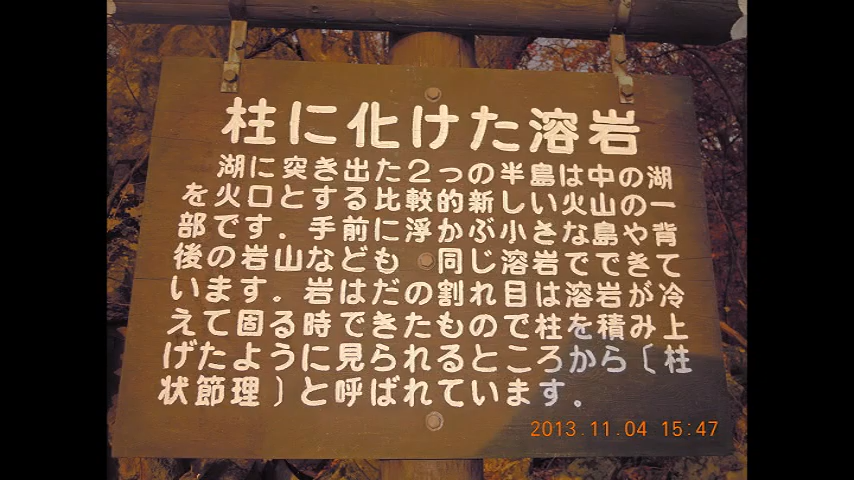 柱に化けた溶岩
湖に突き出た2つの半島は中の湖
を火口とする比較的新しい火山の一
部です．手前に浮かぶ小さな島や背
後の岩山なども 同じ溶岩でできて
います．岩はだの割れ目は溶岩が冷
えて固る時できたもので柱を積み上
げたように見られるところから〔柱
状節理〕と呼ばれています．
2013.11.04 15:47